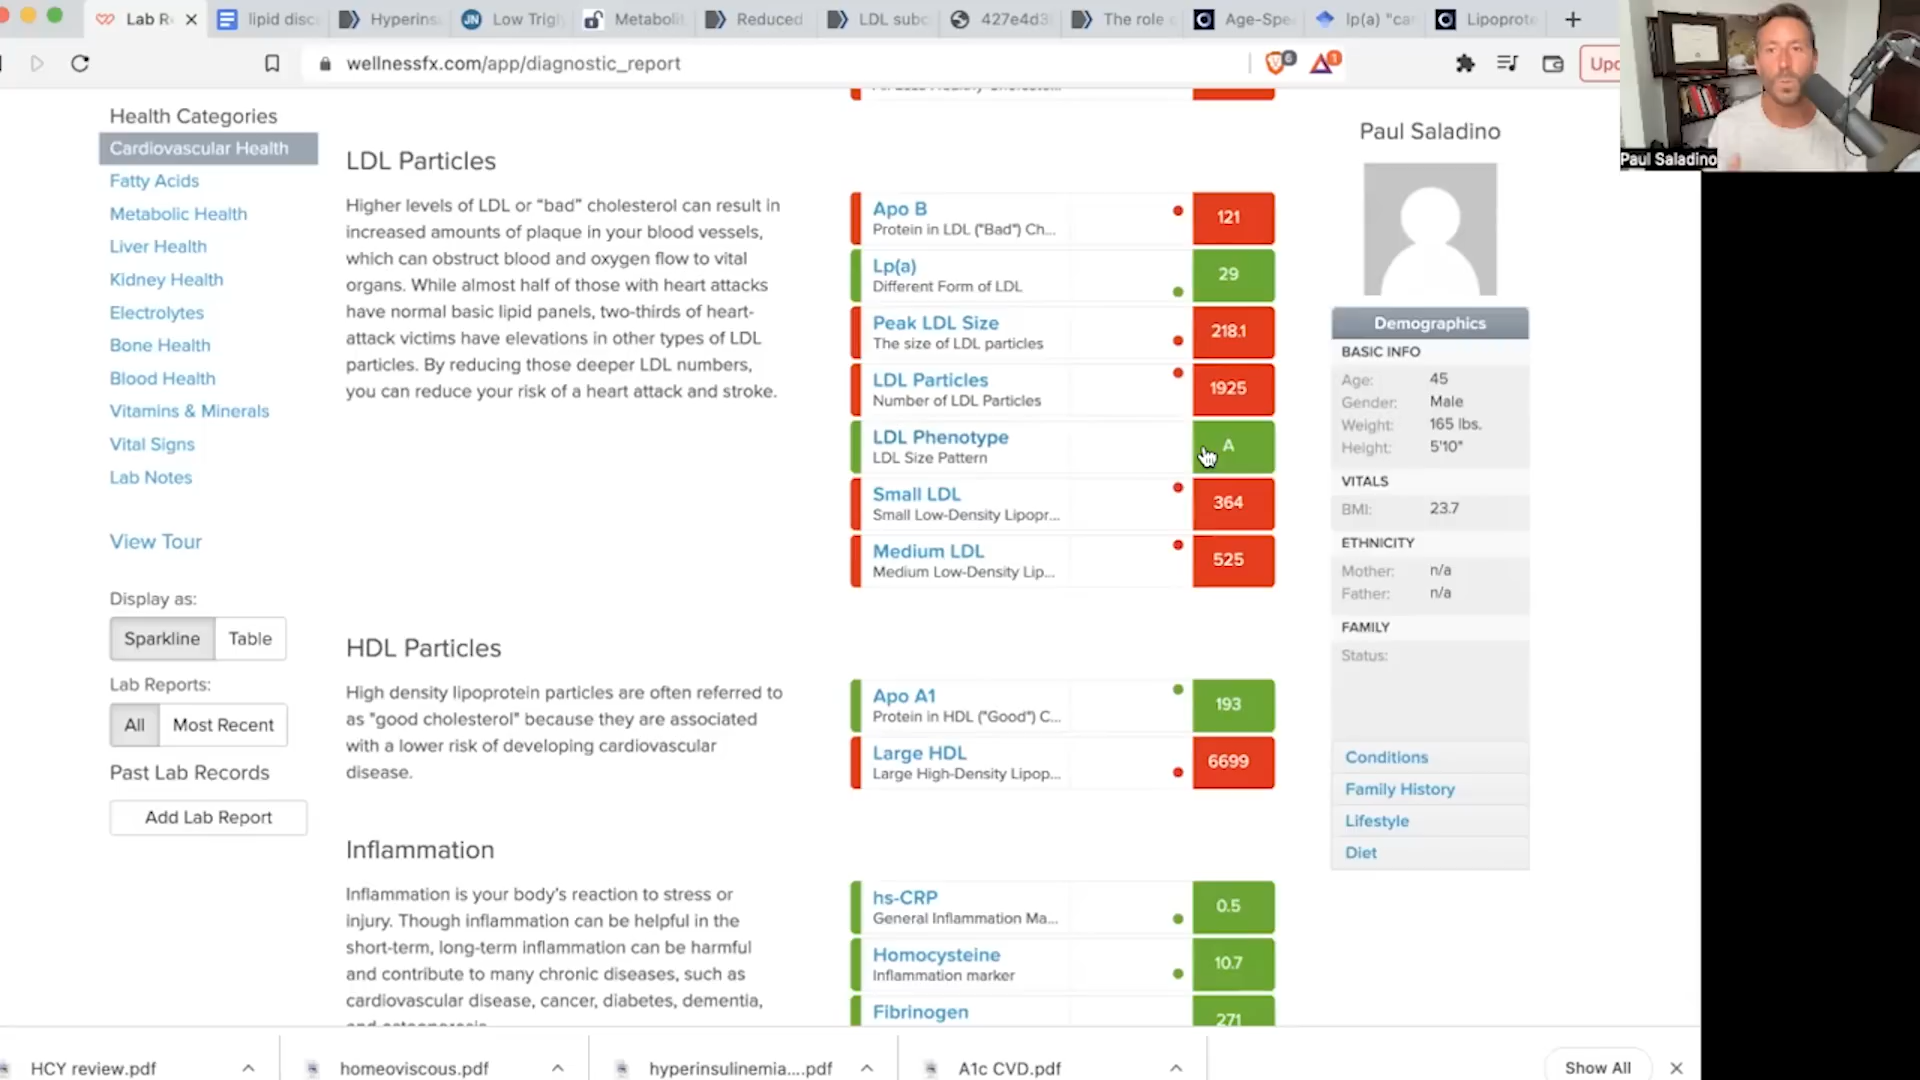 Lab R
lipid disc
Hyperins
Low Trigl
Metaboli
Reduced
LDL subc
427e4d3
The role
Age-Spe
lp(a) "ca
Lipoprote
wellnessfx.com/app/diagnostic_report
6
1
Upd
Paul Saladino
Health Categories
Cardiovascular Health
Fatty Acids
Metabolic Health
Liver Health
Kidney Health
Electrolytes
Bone Health
Blood Health
Vitamins & Minerals
Vital Signs
Lab Notes
View Tour
Display as:
Sparkline Table
Lab Reports:
All Most Recent
Past Lab Records
Add Lab Report
LDL Particles
Higher levels of LDL or “bad” cholesterol can result in
increased amounts of plaque in your blood vessels,
which can obstruct blood and oxygen flow to vital
organs. While almost half of those with heart attacks
have normal basic lipid panels, two-thirds of heart-
attack victims have elevations in other types of LDL
particles. By reducing those deeper LDL numbers,
you can reduce your risk of a heart attack and stroke.
Apo B
Protein in LDL ("Bad") Ch...
121
Lp(a)
Different Form of LDL
29
Peak LDL Size
The size of LDL particles
218.1
LDL Particles
Number of LDL Particles
1925
LDL Phenotype
LDL Size Pattern
A
Small LDL
Small Low-Density Lipopr...
364
Medium LDL
Medium Low-Density Lip...
525
HDL Particles
High density lipoprotein particles are often referred to
as "good cholesterol" because they are associated
with a lower risk of developing cardiovascular
disease.
Apo A1
Protein in HDL ("Good") C...
193
Large HDL
Large High-Density Lipop...
6699
Inflammation
Inflammation is your body's reaction to stress or
injury. Though inflammation can be helpful in the
short-term, long-term inflammation can be harmful
and contribute to many chronic diseases, such as
cardiovascular disease, cancer, diabetes, dementia,
and osteoporosis.
hs-CRP
General Inflammation Ma...
0.5
Homocysteine
Inflammation marker
10.7
Fibrinogen
271
Paul Saladino
Demographics
BASIC INFO
Age: 45
Gender: Male
Weight: 165 lbs.
Height: 5'10"
VITALS
BMI: 23.7
ETHNICITY
Mother: n/a
Father: n/a
FAMILY
Status:
Conditions
Family History
Lifestyle
Diet
HCY review.pdf
homeoviscous.pdf
hyperinsulinemia....pdf
A1c CVD.pdf
Show All